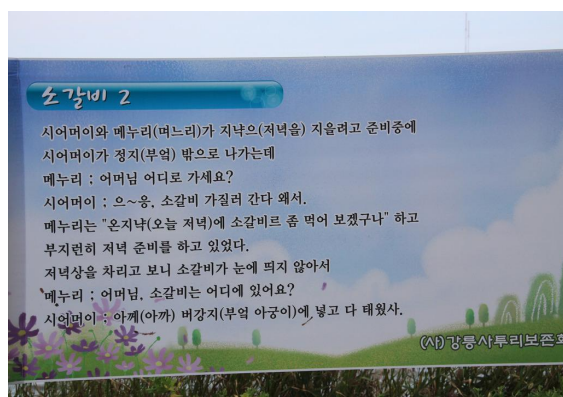 소갈비 2
시어머이와 메누리(며느리)가 지냑으(저녁을) 지을려고 준비중에
시어머이가 정지(부엌) 밖으로 나가는데
메누리 : 어머님 어디로 가세요?
시어머이 : 으~응, 소갈비 가질러 간다 왜서.
메누리는 "온지냑(오늘 저녁)에 소갈비르 좀 먹어 보겠구나" 하고
부지런히 저녁 준비를 하고 있었다.
저녁상을 차리고 보니 소갈비가 눈에 띄지 않아서
메누리 : 어머님, 소갈비는 어디에 있어요?
시어머이 : 아께(아까) 버강지(부엌 아궁이)에 넣고 다 태웠사.
(사)강릉사투리보존회